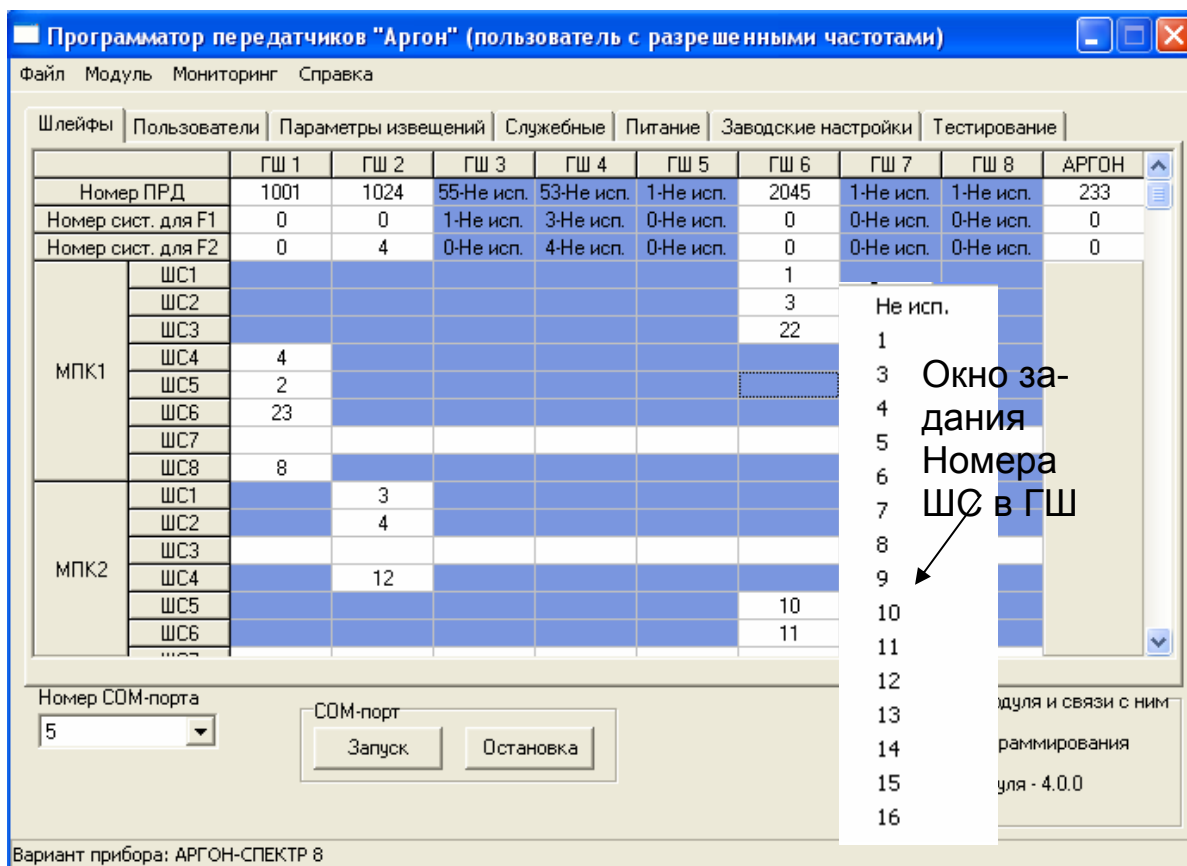 Программатор передатчиков "Аргон" (пользователь с разрешенными частотами)
Файл Модуль Мониторинг Справка
Шлейфы Пользователи Параметры извещений Служебные Питание Заводские настройки Тестирование
ГШ 1 ГШ 2 ГШ 3 ГШ 4 ГШ 5 ГШ 6 ГШ 7 ГШ 8 АРГОН
Номер ПРД 1001 1024 55-Не исп. 53-Не исп. 1-Не исп. 2045 1-Не исп. 1-Не исп. 233
Номер сист. для F1 0 0 1-Не исп. 3-Не исп. 0-Не исп. 0 0-Не исп. 0-Не исп. 0
Номер сист. для F2 0 4 0-Не исп. 4-Не исп. 0-Не исп. 0 0-Не исп. 0-Не исп. 0
МПК1
ШС1 1
ШС2 3
ШС3 22
ШС4 4
ШС5 2
ШС6 23
ШС7
ШС8 8
МПК2
ШС1 3
ШС2 4
ШС3
ШС4 12
ШС5 10
ШС6 11
Не исп.
1
3
4
5
6
7
8
9
10
11
12
13
14
15
16
Окно за-
дания
Номера
ШС в ГШ
Номер COM-порта
5
COM-порт
Запуск Остановка
и связи с ним
4.0.0
Вариант прибора: АРГОН-СПЕКТР 8